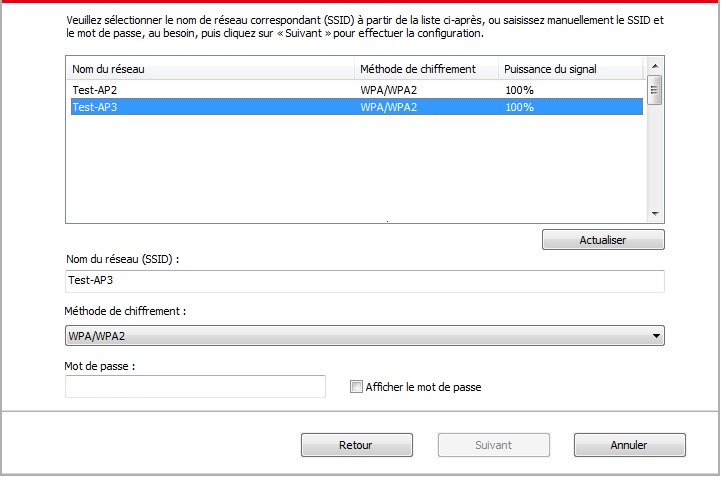 Veuillez sélectionner le nom de réseau correspondant (SSID) à partir de la liste ci-après, ou saisissez manuellement le SSID et
le mot de passe, au besoin, puis cliquez sur « Suivant » pour effectuer la configuration.
Nom du réseau Méthode de chiffrement Puissance du signal
Test-AP2 WPA/WPA2 100%
Test-AP3 WPA/WPA2 100%
Actualiser
Nom du réseau (SSID) :
Test-AP3
Méthode de chiffrement :
WPA/WPA2
Mot de passe :
Afficher le mot de passe
Retour Suivant Annuler